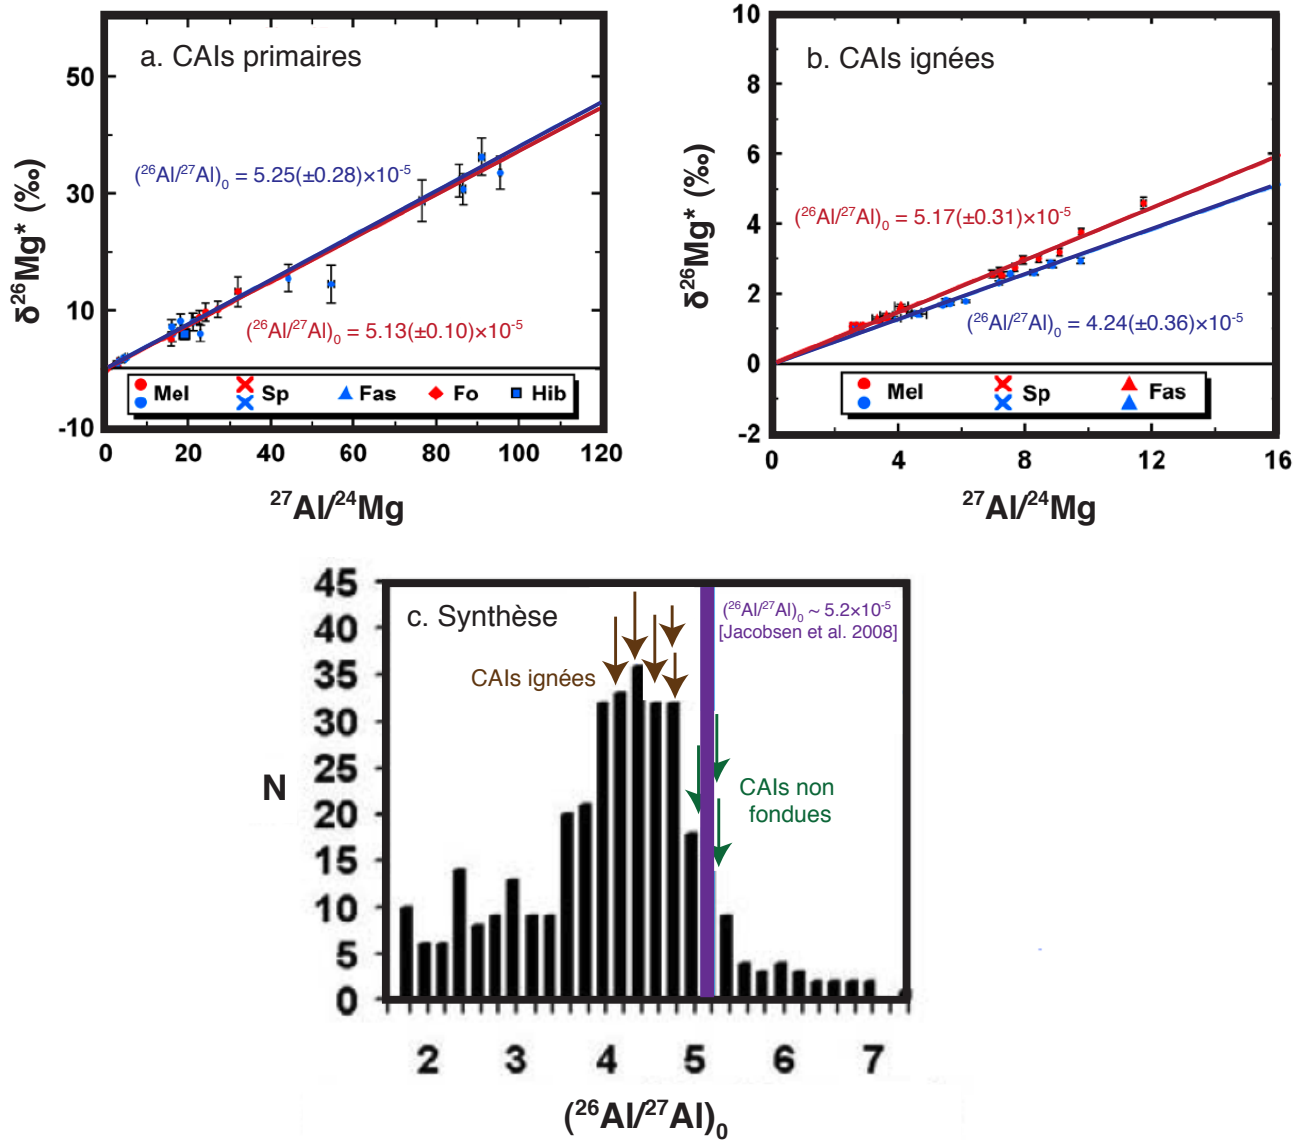 a. CAIs primaires
(26Al/27Al)0 = 5.25(±0.28)×10-5
(26Al/27Al)0 = 5.13(±0.10)×10-5
δ26Mg* (‰)
50
30
10
-10
Mel Sp Fas Fo Hib
0 20 40 60 80 100 120
27Al/24Mg
b. CAIs ignées
(26Al/27Al)0 = 5.17(±0.31)×10-5
(26Al/27Al)0 = 4.24(±0.36)×10-5
δ26Mg* (‰)
10
8
6
4
2
0
-2
Mel Sp Fas
0 4 8 12 16
27Al/24Mg
c. Synthèse
(26Al/27Al)0 ~ 5.2×10-5
[Jacobsen et al. 2008]
CAIs ignées
CAIs non
fondues
N
45
40
35
30
25
20
15
10
5
0
2 3 4 5 6 7
(26Al/27Al)0